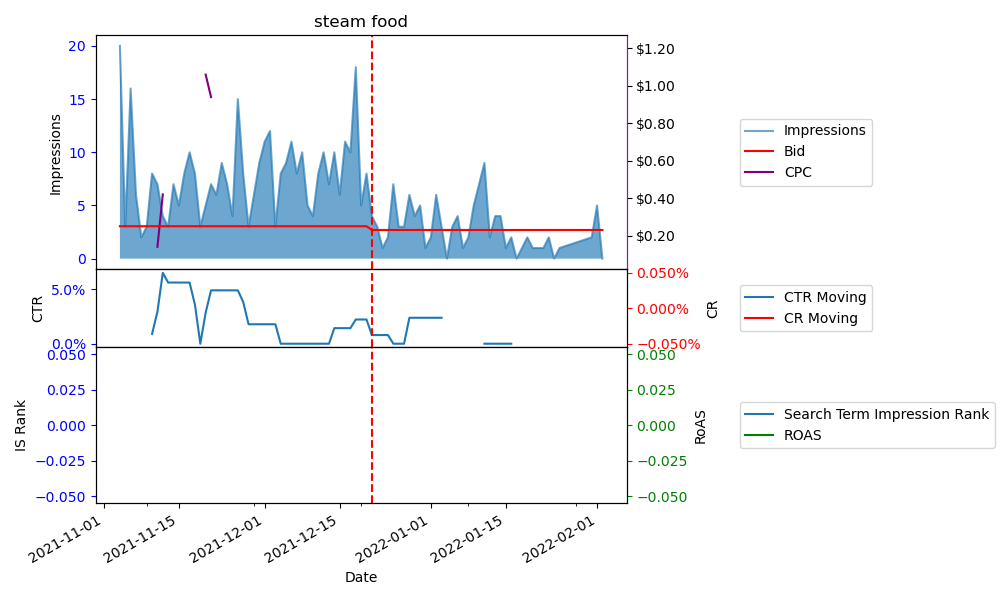 steam food
20
15
10
5
0
Impressions
$1.20
$1.00
$0.80
$0.60
$0.40
$0.20
Impressions
Bid
CPC
5.0%
0.0%
CTR
0.050%
0.000%
−0.050%
CR
CTR Moving
CR Moving
0.050
0.025
0.000
−0.025
−0.050
IS Rank
0.050
0.025
0.000
−0.025
−0.050
RoAS
Search Term Impression Rank
ROAS
2021-11-01
2021-11-15
2021-12-01
2021-12-15
2022-01-01
2022-01-15
2022-02-01
Date